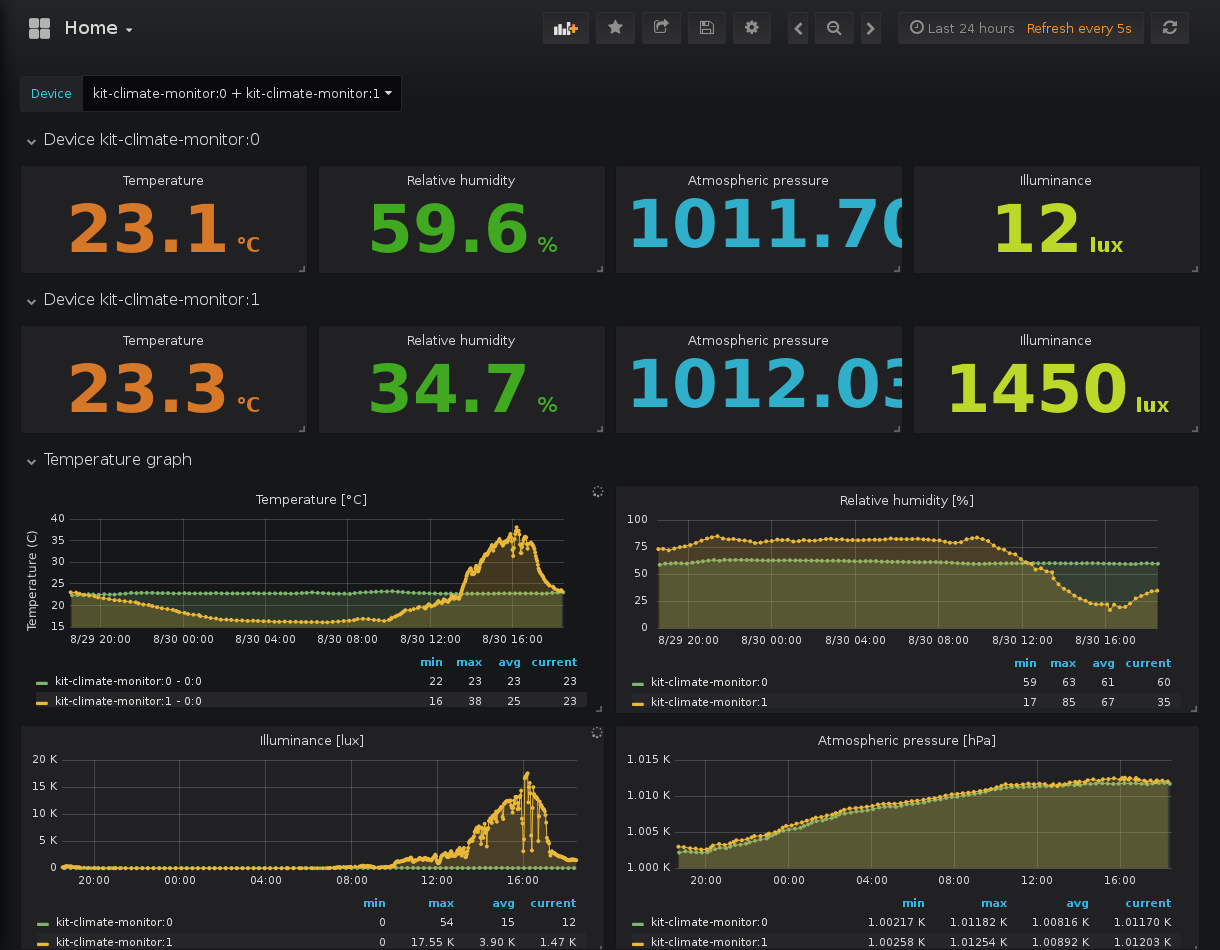 Home
Last 24 hours Refresh every 5s
Device kit-climate-monitor:0 + kit-climate-monitor:1
Device kit-climate-monitor:0
Temperature
23.1 °C
Relative humidity
59.6 %
Atmospheric pressure
1011.70
Illuminance
12 lux
Device kit-climate-monitor:1
Temperature
23.3 °C
Relative humidity
34.7 %
Atmospheric pressure
1012.03
Illuminance
1450 lux
Temperature graph
Temperature [°C]
Temperature (C)
40
35
30
25
20
15
8/29 20:00 8/30 00:00 8/30 04:00 8/30 08:00 8/30 12:00 8/30 16:00
min max avg current
kit-climate-monitor:0 - 0:0 22 23 23 23
kit-climate-monitor:1 - 0:0 16 38 25 23
Relative humidity [%]
100
75
50
25
0
8/29 20:00 8/30 00:00 8/30 04:00 8/30 08:00 8/30 12:00 8/30 16:00
min max avg current
kit-climate-monitor:0 59 63 61 60
kit-climate-monitor:1 17 85 67 35
Illuminance [lux]
20 K
15 K
10 K
5 K
0
20:00 00:00 04:00 08:00 12:00 16:00
min max avg current
kit-climate-monitor:0 0 54 15 12
kit-climate-monitor:1 0 17.55 K 3.90 K 1.47 K
Atmospheric pressure [hPa]
1.015 K
1.010 K
1.005 K
1.000 K
20:00 00:00 04:00 08:00 12:00 16:00
min max avg current
kit-climate-monitor:0 1.00217 K 1.01182 K 1.00816 K 1.01170 K
kit-climate-monitor:1 1.00258 K 1.01254 K 1.00892 K 1.01203 K